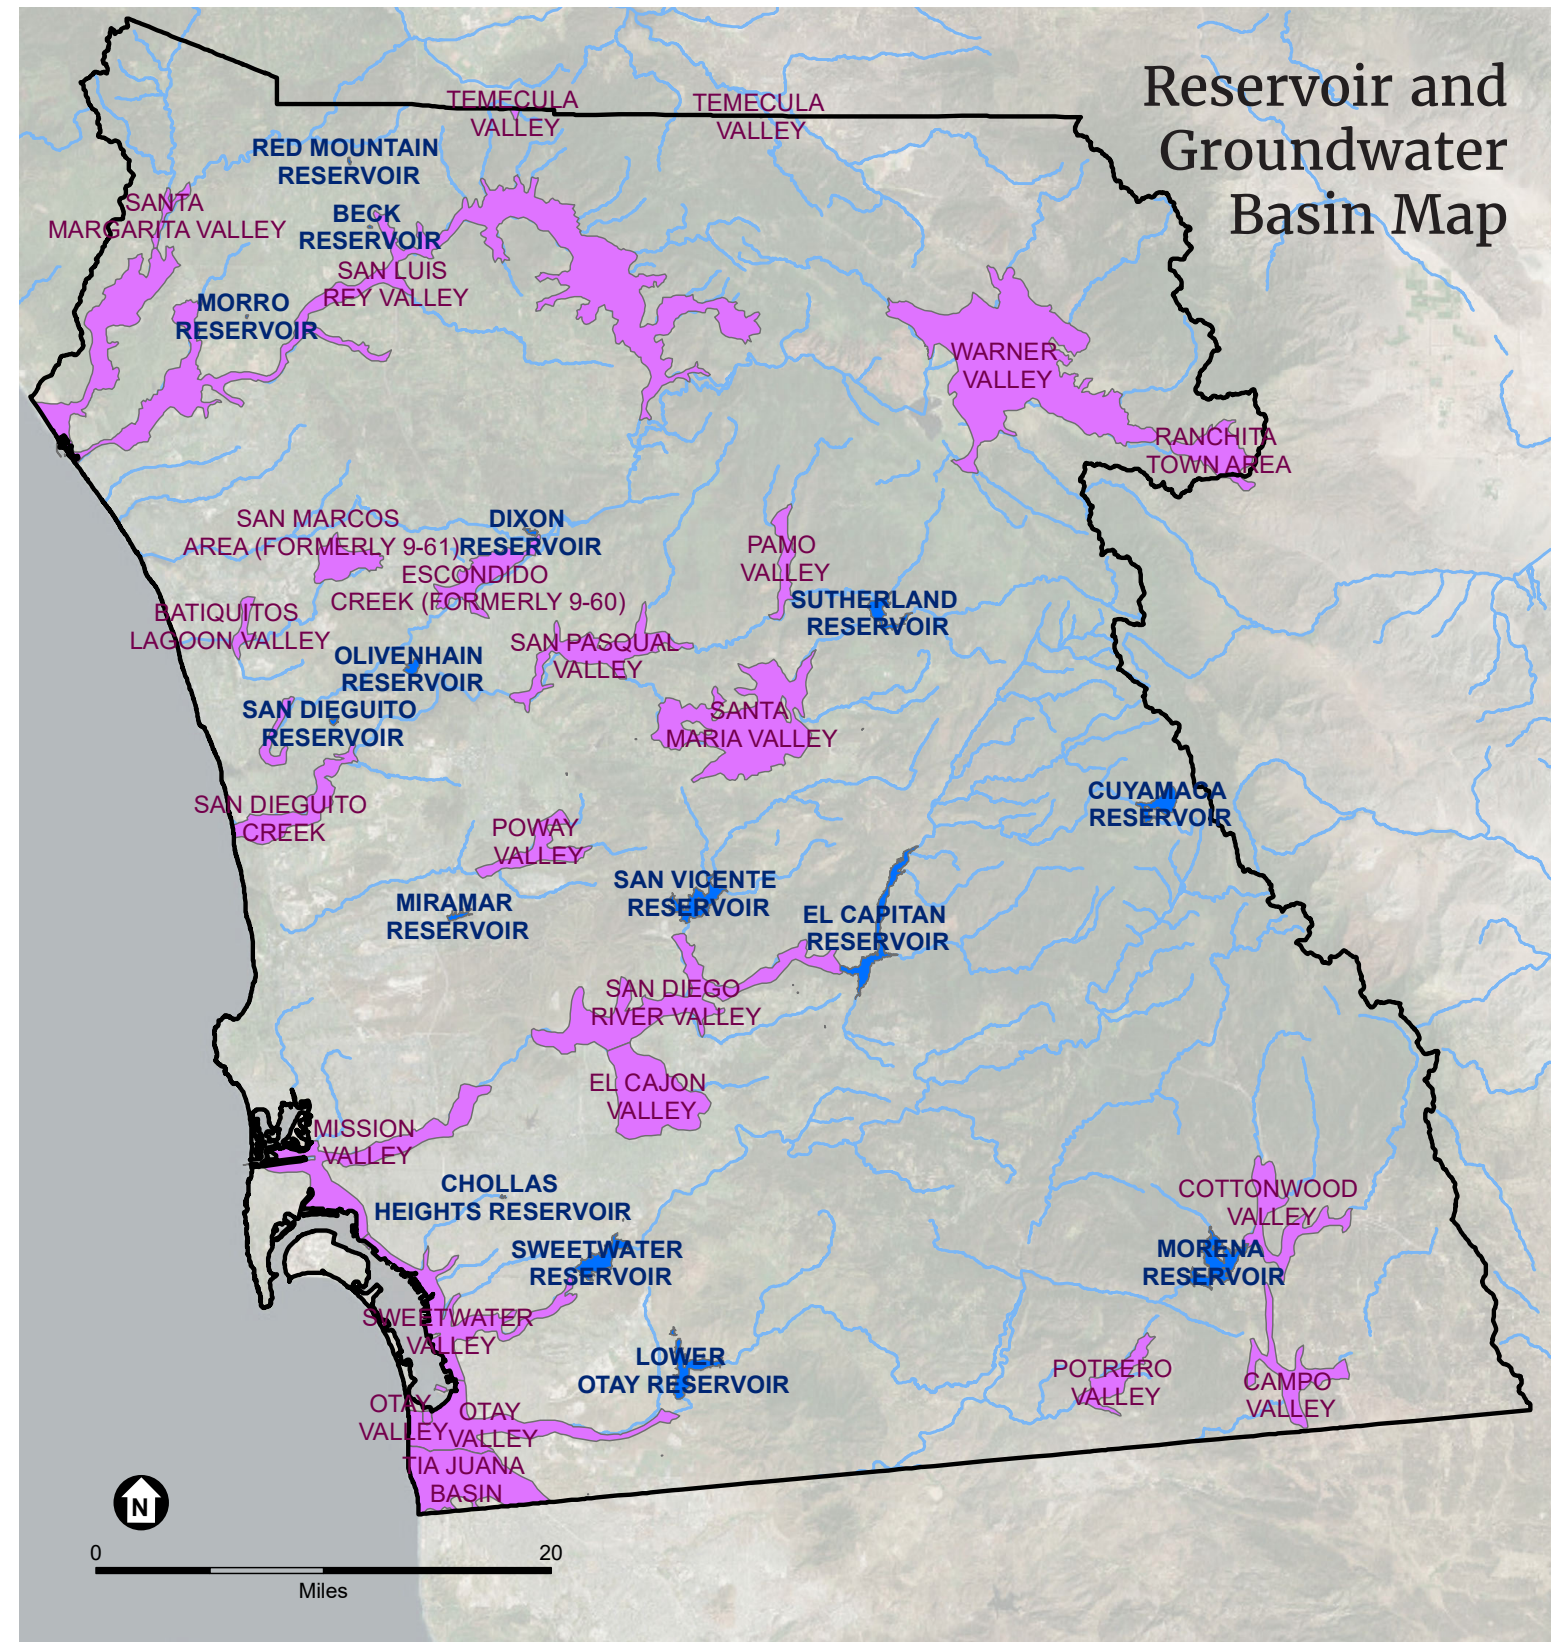 Reservoir and
Groundwater
Basin Map
TEMECULA
VALLEY
TEMECULA
VALLEY
RED MOUNTAIN
RESERVOIR
SANTA
MARGARITA VALLEY
BECK
RESERVOIR
SAN LUIS
REY VALLEY
MORRO
RESERVOIR
WARNER
VALLEY
RANCHITA
TOWN AREA
SAN MARCOS
AREA (FORMERLY 9-61)
DIXON
RESERVOIR
ESCONDIDO
CREEK (FORMERLY 9-60)
PAMO
VALLEY
SUTHERLAND
RESERVOIR
BATIQUITOS
LAGOON VALLEY
SAN PASQUAL
VALLEY
OLIVENHAIN
RESERVOIR
SAN DIEGUITO
RESERVOIR
SANTA
MARIA VALLEY
CUYAMACA
RESERVOIR
SAN DIEGUITO
CREEK
POWAY
VALLEY
SAN VICENTE
RESERVOIR
MIRAMAR
RESERVOIR
EL CAPITAN
RESERVOIR
SAN DIEGO
RIVER VALLEY
EL CAJON
VALLEY
MISSION
VALLEY
CHOLLAS
HEIGHTS RESERVOIR
COTTONWOOD
VALLEY
SWEETWATER
RESERVOIR
MORENA
RESERVOIR
SWEETWATER
VALLEY
LOWER
OTAY RESERVOIR
POTRERO
VALLEY
CAMPO
VALLEY
OTAY
VALLEY
OTAY
VALLEY
TIA JUANA
BASIN
N
0
20
Miles